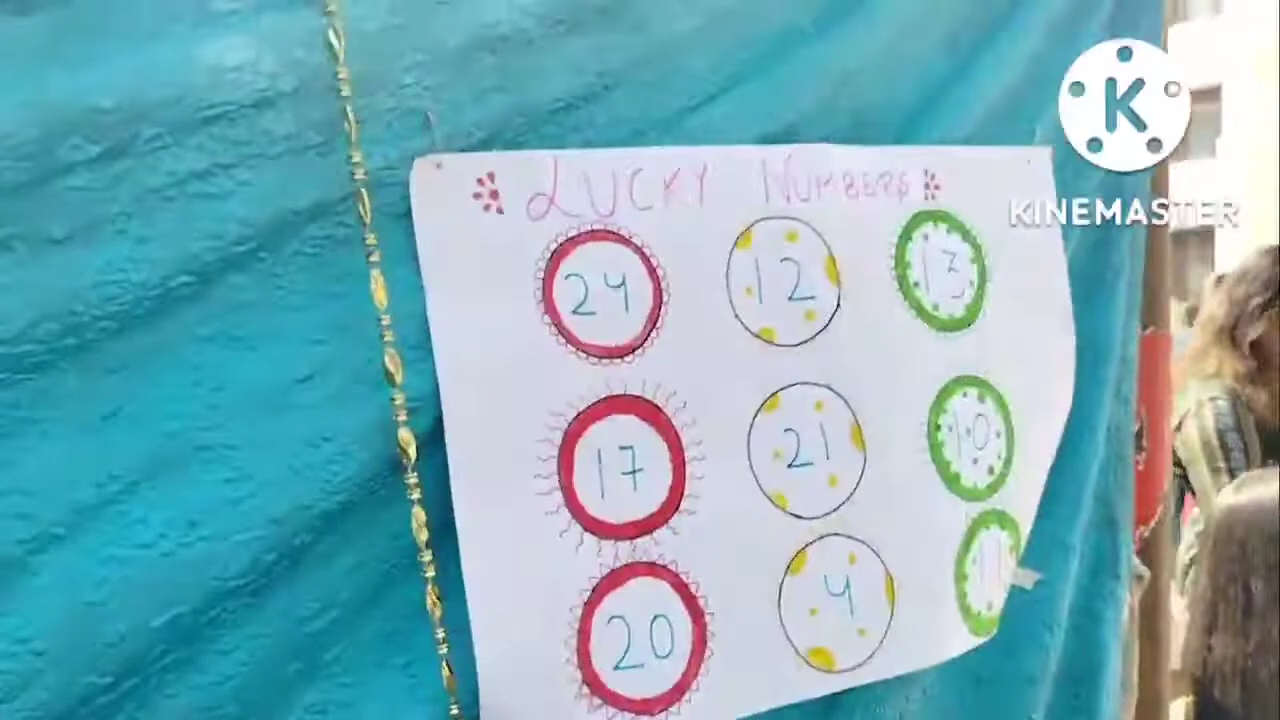 LUCKY NUMBERS
24 12 13
17 21 10
20 4
K
KINEMASTER